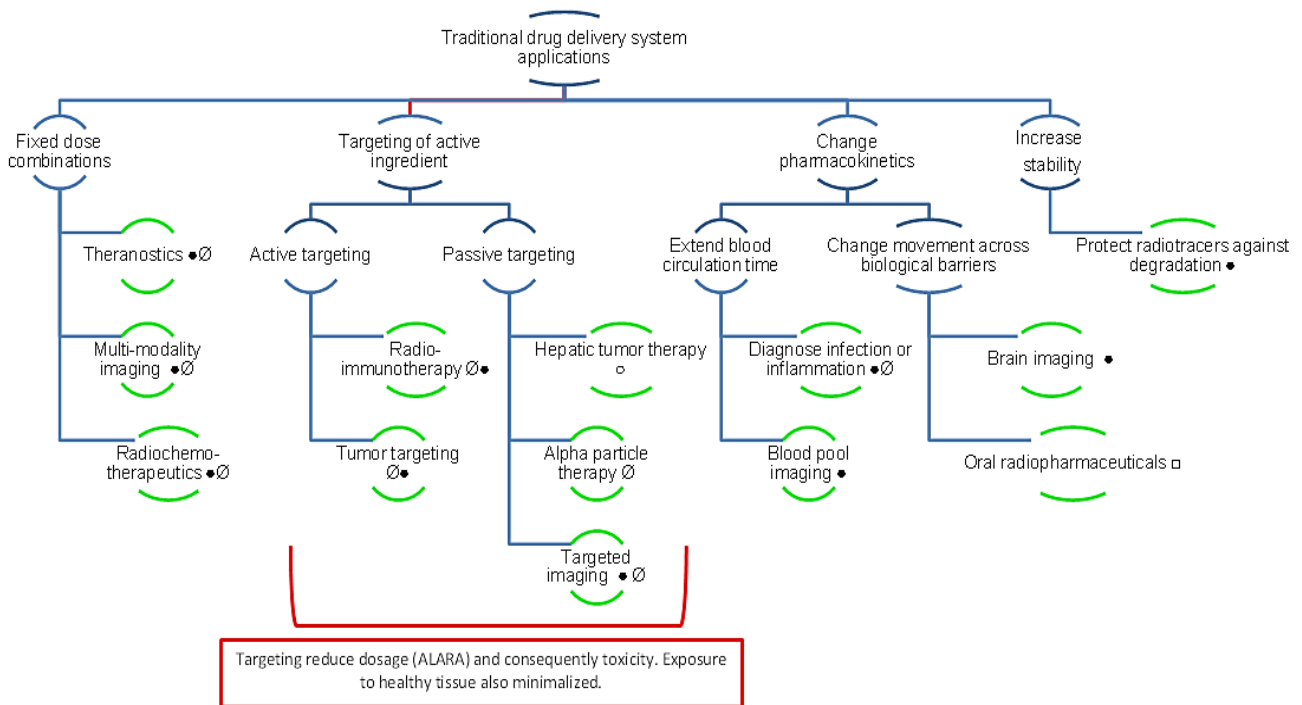 Traditional drug delivery system
applications
Fixed dose
combinations
Targeting of active
ingredient
Change
pharmacokinetics
Increase
stability
Theranostics ●Ø
Active targeting
Passive targeting
Extend blood
circulation time
Change movement across
biological barriers
Protect radiotracers against
degradation ●
Multi-modality
imaging ●Ø
Radio-
immunotherapy Ø●
Hepatic tumor therapy
○
Diagnose infection or
inflammation ●Ø
Brain imaging ●
Radiochemo-
therapeutics ●Ø
Tumor targeting
Ø●
Alpha particle
therapy Ø
Blood pool
imaging ●
Oral radiopharmaceuticals □
Targeted
imaging ● Ø
Targeting reduce dosage (ALARA) and consequently toxicity. Exposure
to healthy tissue also minimalized.